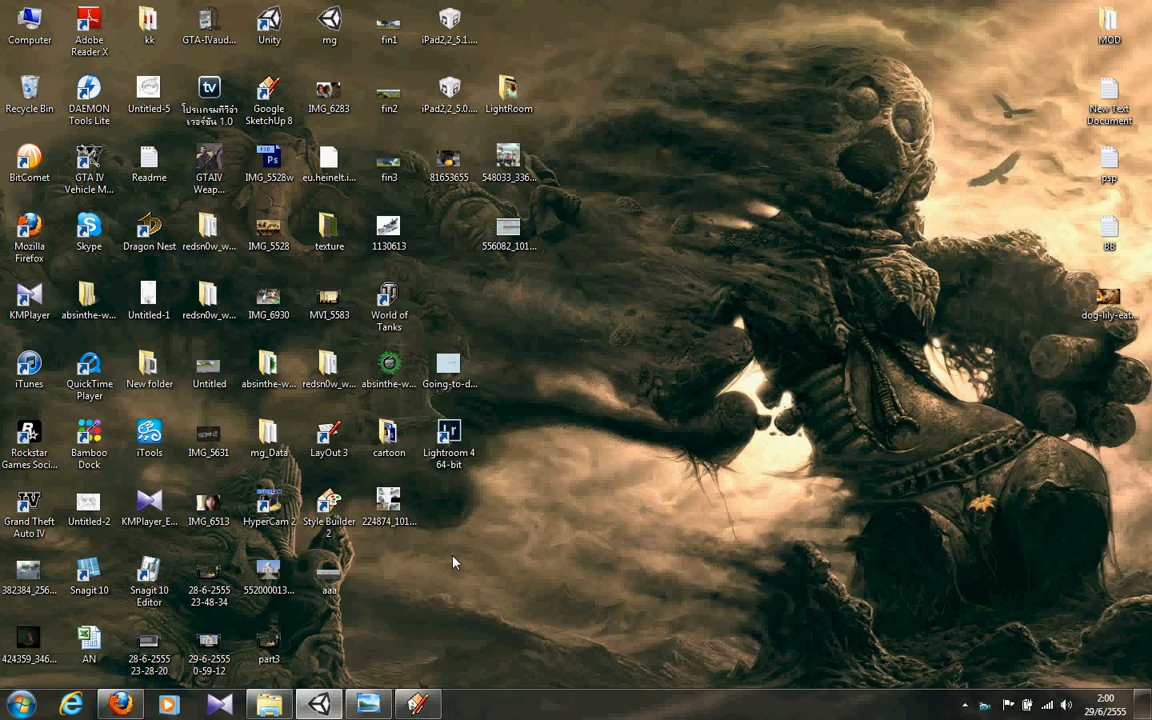 Computer
Adobe
Reader X
kk
GTA-IVaud...
Unity
mg
fin1
iPad2,2_5.1....
MOD
Recycle Bin
DAEMON
Tools Lite
Untitled-5
โปรแกรมทีวีจ๋า
เวอร์ชั่น 1.0
Google
SketchUp 8
IMG_6283
fin2
iPad2,2_5.0....
LightRoom
New Text
Document
BitComet
GTA IV
Vehicle M...
Readme
GTAIV
Weap...
IMG_5528w
eu.heinelt.i...
fin3
81653655
548033_336...
psp
Mozilla
Firefox
Skype
Dragon Nest
redsn0w_w...
IMG_5528
texture
1130613
556082_101...
BB
KMPlayer
absinthe-w...
Untitled-1
redsn0w_w...
IMG_6930
MVI_5583
World of
Tanks
dog-lily-eat...
iTunes
QuickTime
Player
New folder
Untitled
absinthe-w...
redsn0w_w...
absinthe-w...
Going-to-d...
Rockstar
Games Soci...
Bamboo
Dock
iTools
IMG_5631
mg_Data
LayOut 3
cartoon
Lightroom 4
64-bit
Grand Theft
Auto IV
Untitled-2
KMPlayer_E...
IMG_6513
HyperCam 2
Style Builder
2
224874_101...
382384_256...
Snagit 10
Snagit 10
Editor
28-6-2555
23-48-34
552000013...
aaa
424359_346...
AN
28-6-2555
23-28-20
29-6-2555
0-59-12
part3
2:00
29/6/2555